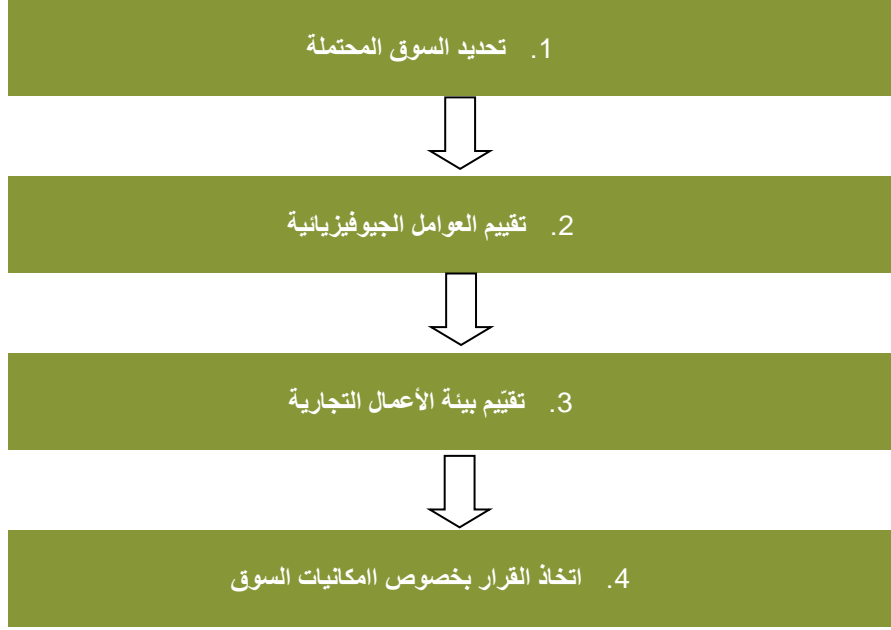 1. تحديد السوق المحتملة
2. تقييم العوامل الجيوفيزيائية
3. تقيّيم بيئة الأعمال التجارية
4. اتخاذ القرار بخصوص اامكانيات السوق